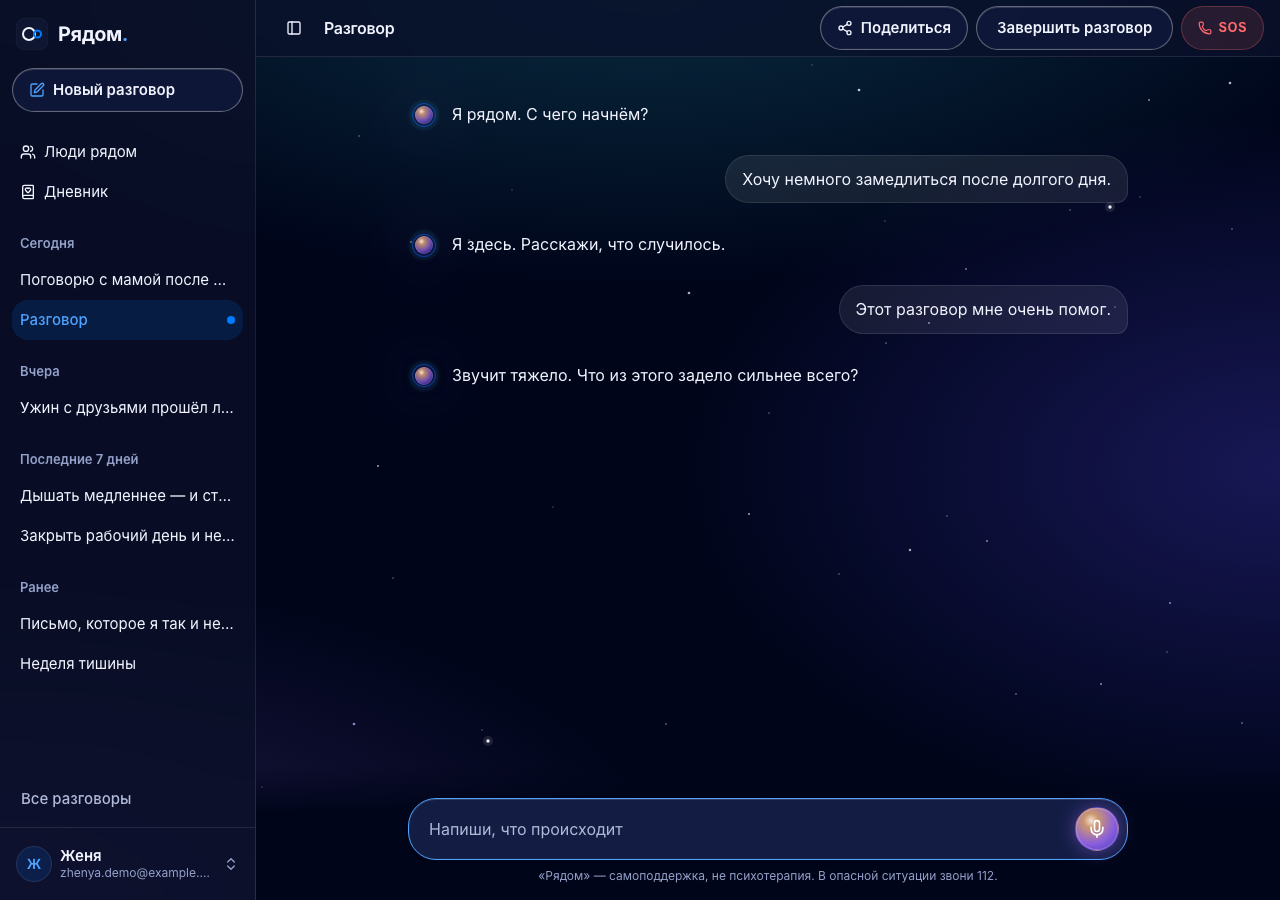 Рядом.
Новый разговор
Люди рядом
Дневник
Сегодня
Поговорю с мамой после ...
Разговор
Вчера
Ужин с друзьями прошёл л...
Последние 7 дней
Дышать медленнее — и ст...
Закрыть рабочий день и не...
Ранее
Письмо, которое я так и не...
Неделя тишины
Все разговоры
Ж
Женя
zhenya.demo@example....
Разговор
Поделиться
Завершить разговор
SOS
Я рядом. С чего начнём?
Хочу немного замедлиться после долгого дня.
Я здесь. Расскажи, что случилось.
Этот разговор мне очень помог.
Звучит тяжело. Что из этого задело сильнее всего?
Напиши, что происходит
«Рядом» — самоподдержка, не психотерапия. В опасной ситуации звони 112.